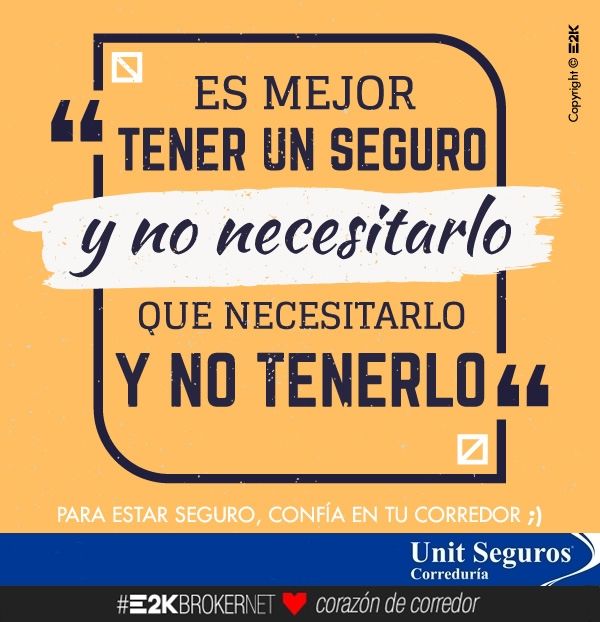 Copyright © E2K
“ ES MEJOR
TENER UN SEGURO
y no necesitarlo
QUE NECESITARLO
Y NO TENERLO “
PARA ESTAR SEGURO, CONFÍA EN TU CORREDOR ;)
Unit Seguros
Correduría
#E2KBROKERNET ♥ corazón de corredor